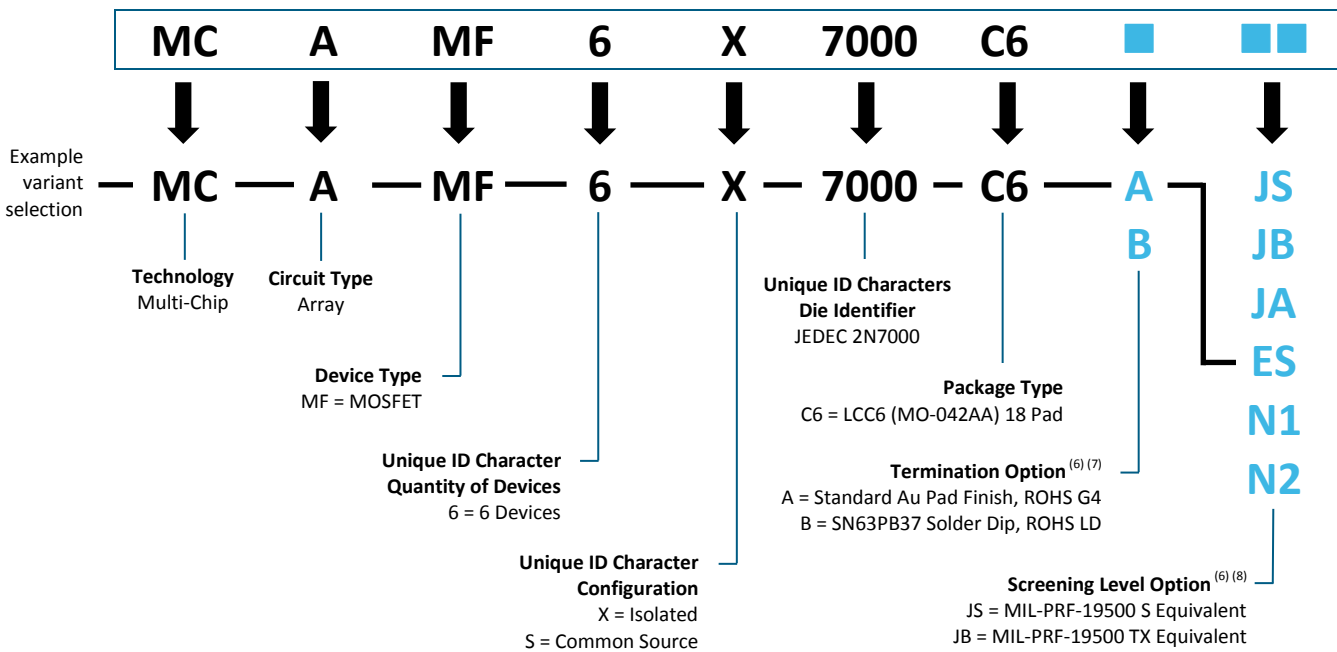 MC A MF 6 X 7000 C6
Example
variant
selection
MC A MF 6 X 7000 C6 A JS
B JB
JA
ES
N1
N2
Technology
Multi-Chip
Circuit Type
Array
Device Type
MF = MOSFET
Unique ID Character
Quantity of Devices
6 = 6 Devices
Unique ID Character
Configuration
X = Isolated
S = Common Source
Unique ID Characters
Die Identifier
JEDEC 2N7000
Package Type
C6 = LCC6 (MO-042AA) 18 Pad
Termination Option (6) (7)
A = Standard Au Pad Finish, ROHS G4
B = SN63PB37 Solder Dip, ROHS LD
Screening Level Option (6) (8)
JS = MIL-PRF-19500 S Equivalent
JB = MIL-PRF-19500 TX Equivalent